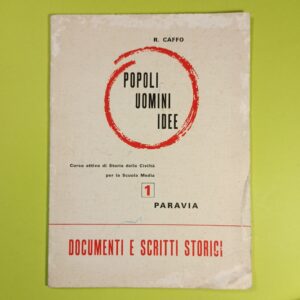 R. CAFFO
POPOLI
UOMINI
IDEE
Corso attivo di Storia della Civiltà
per la Scuola Media
1
PARAVIA
DOCUMENTI E SCRITTI STORICI